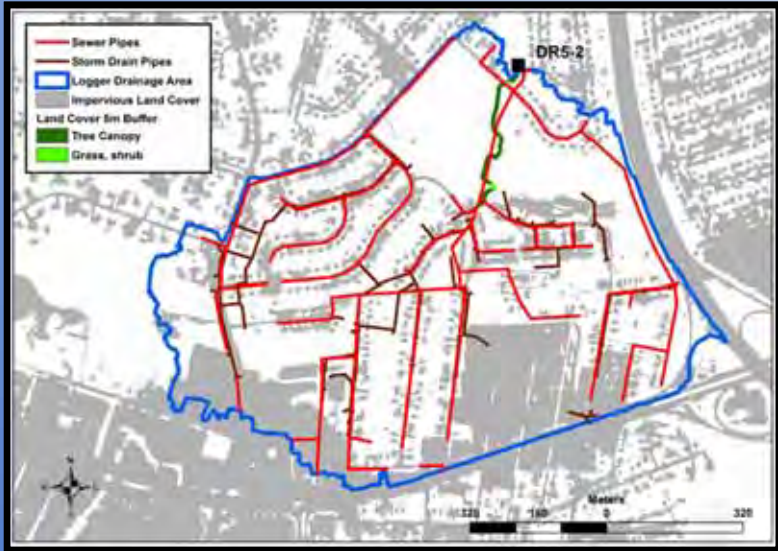 Sewer Pipes
Storm Drain Pipes
Logger Drainage Area
Impervious Land Cover
Land Cover 5m Buffer
Tree Canopy
Grass, shrub
DR5-2
N
Meters
320 160 0 320